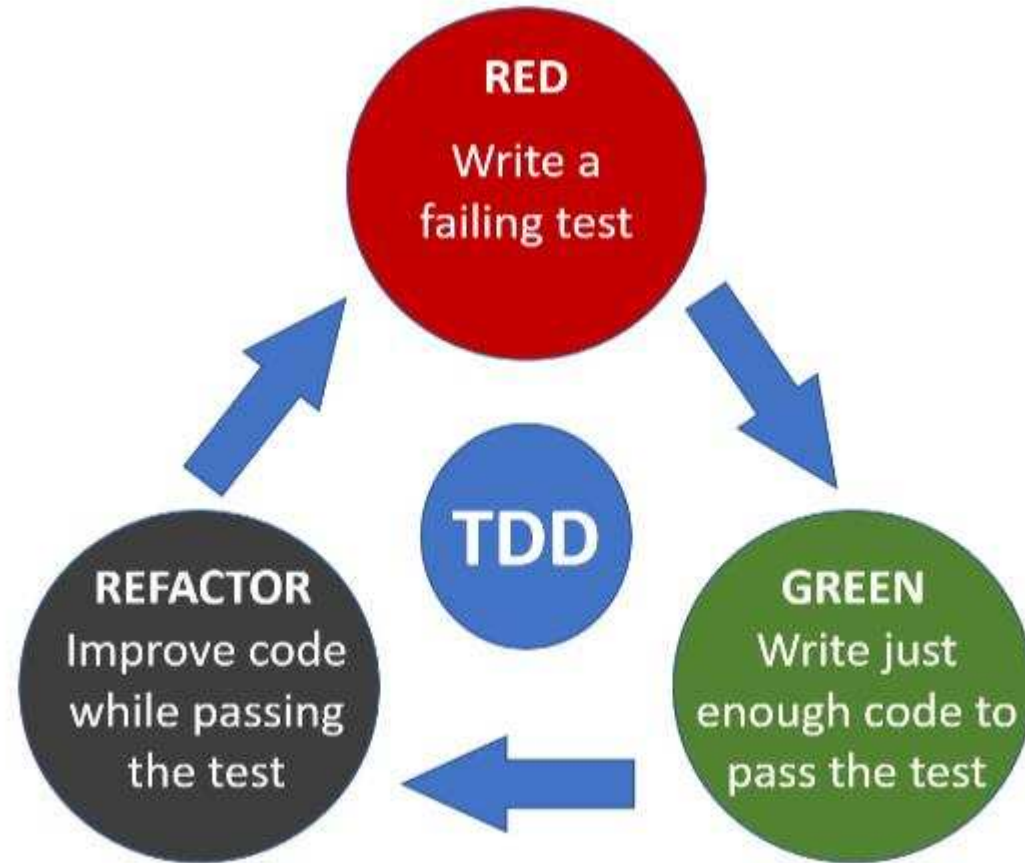 RED
Write a
failing test
TDD
REFACTOR
Improve code
while passing
the test
GREEN
Write just
enough code to
pass the test